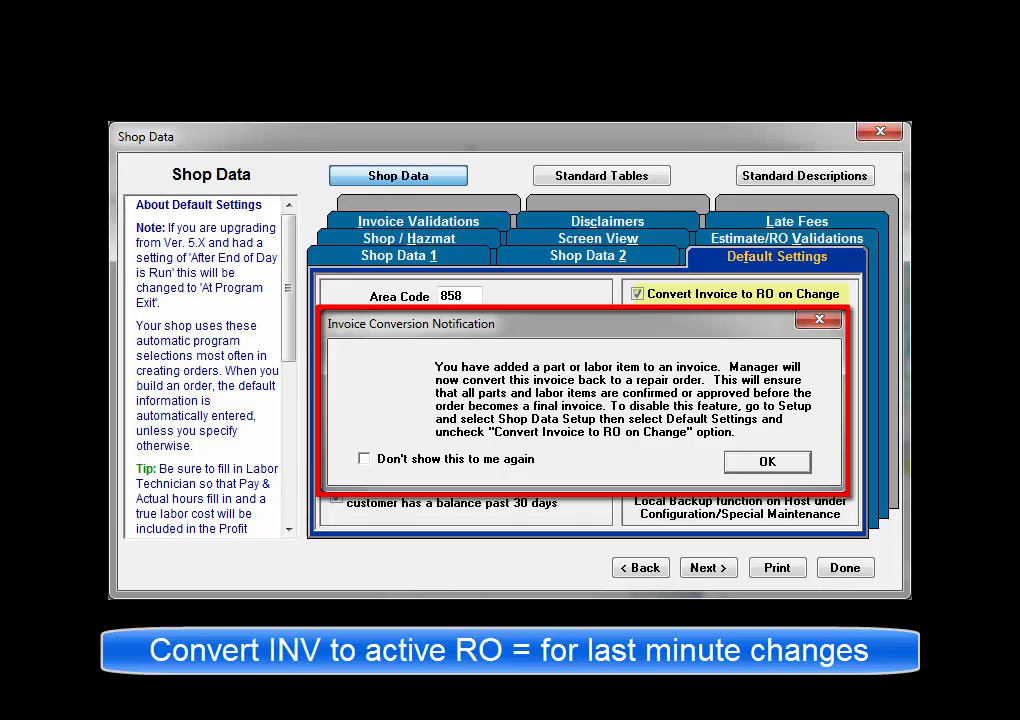 Shop Data
Shop Data
Shop Data
Standard Tables
Standard Descriptions
About Default Settings
Note: If you are upgrading
from Ver. 5.X and had a
setting of 'After End of Day
is Run' this will be
changed to 'At Program
Exit'.
Your shop uses these
automatic program
selections most often in
creating orders. When you
build an order, the default
information is
automatically entered,
unless you specify
otherwise.
Tip: Be sure to fill in Labor
Technician so that Pay &
Actual hours fill in and a
true labor cost will be
included in the Profit
Invoice Validations
Disclaimers
Late Fees
Shop / Hazmat
Screen View
Estimate/RO Validations
Shop Data 1
Shop Data 2
Default Settings
Area Code 858
Convert Invoice to RO on Change
Invoice Conversion Notification
You have added a part or labor item to an invoice. Manager will
now convert this invoice back to a repair order. This will ensure
that all parts and labor items are confirmed or approved before the
order becomes a final invoice. To disable this feature, go to Setup
and select Shop Data Setup then select Default Settings and
uncheck "Convert Invoice to RO on Change" option.
Don't show this to me again
OK
customer has a balance past 30 days
Local Backup function on Host under
Configuration/Special Maintenance
< Back
Next >
Print
Done
Convert INV to active RO = for last minute changes